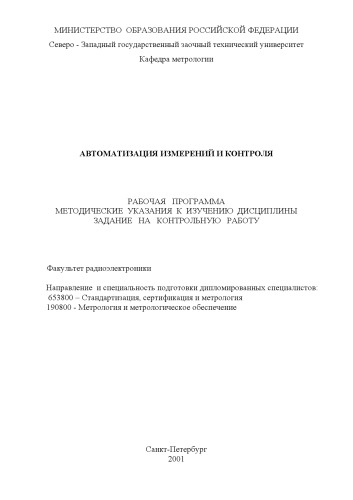 МИНИСТЕРСТВО ОБРАЗОВАНИЯ РОССИЙСКОЙ ФЕДЕРАЦИИ
Северо - Западный государственный заочный технический университет
Кафедра метрологии
АВТОМАТИЗАЦИЯ ИЗМЕРЕНИЙ И КОНТРОЛЯ
РАБОЧАЯ ПРОГРАММА
МЕТОДИЧЕСКИЕ УКАЗАНИЯ К ИЗУЧЕНИЮ ДИСЦИПЛИНЫ
ЗАДАНИЕ НА КОНТРОЛЬНУЮ РАБОТУ
Факультет радиоэлектроники
Направление и специальность подготовки дипломированных специалистов
653800 – Стандартизация, сертификация и метрология
190800 - Метрология и метрологическое обеспечение
Санкт-Петербург
2001